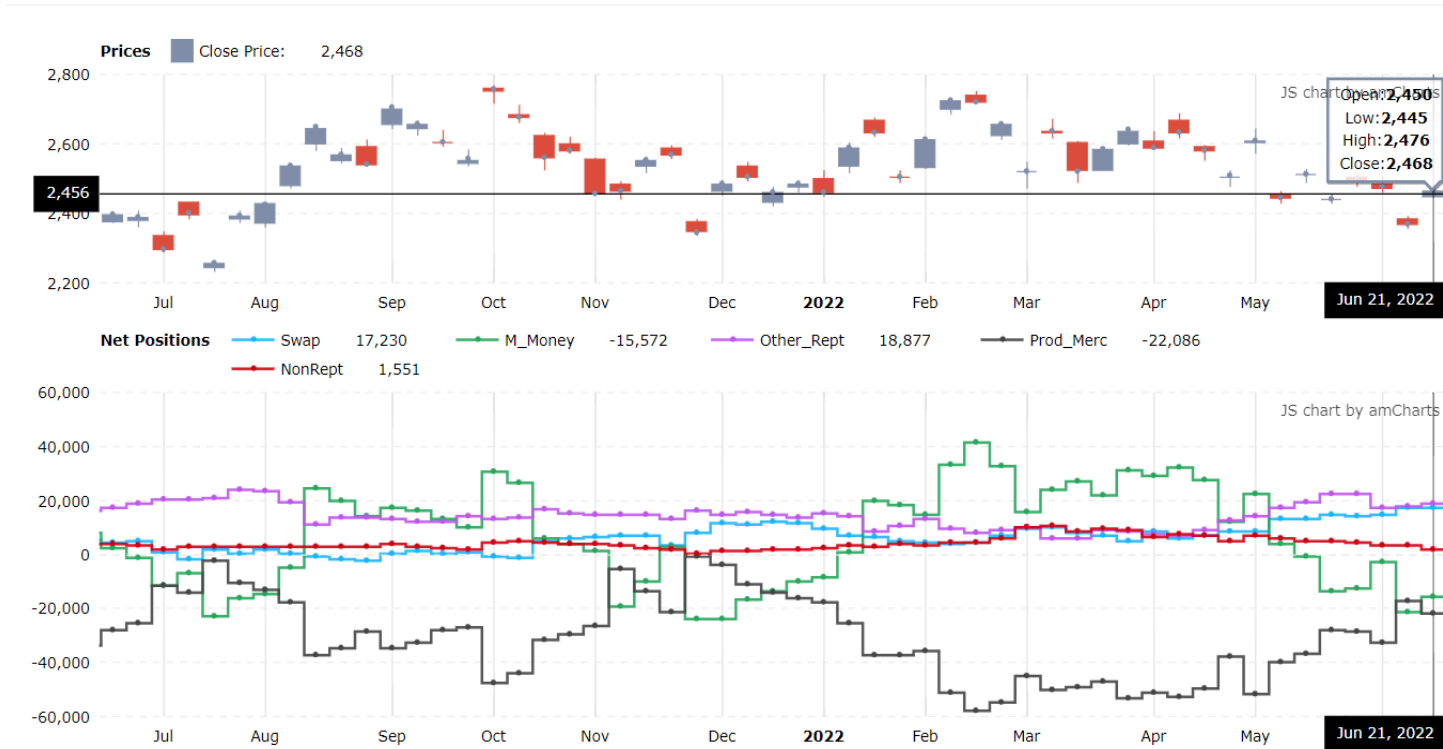 Prices Close Price: 2,468
2,800
JS chart by amCharts
Open:2,450
Low:2,445
High:2,476
Close:2,468
2,600
2,456
2,400
2,200
Jul Aug Sep Oct Nov Dec 2022 Feb Mar Apr May Jun 21, 2022
Net Positions Swap 17,230 M_Money -15,572 Other_Rept 18,877 Prod_Merc -22,086
NonRept 1,551
60,000
JS chart by amCharts
40,000
20,000
0
-20,000
-40,000
-60,000
Jul Aug Sep Oct Nov Dec 2022 Feb Mar Apr May Jun 21, 2022